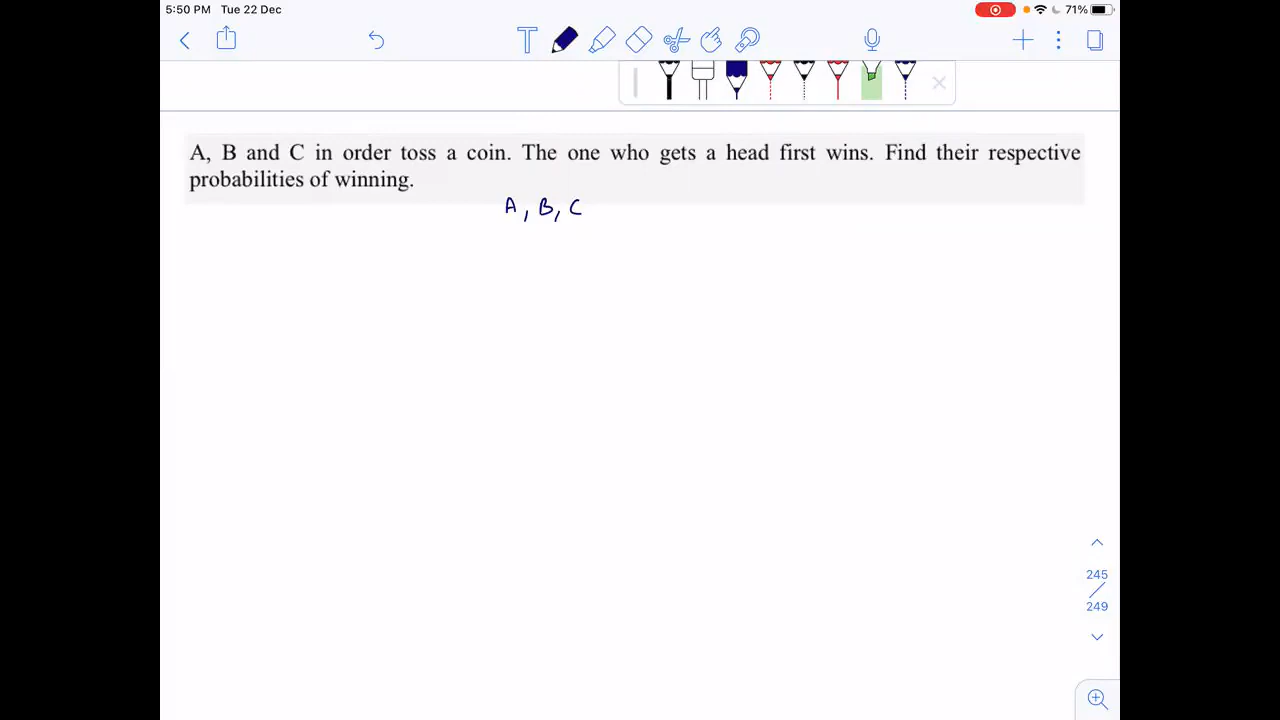 5:50 PM Tue 22 Dec 71%
T
A, B and C in order toss a coin. The one who gets a head first wins. Find their respective
probabilities of winning.
A, B, C
245
249